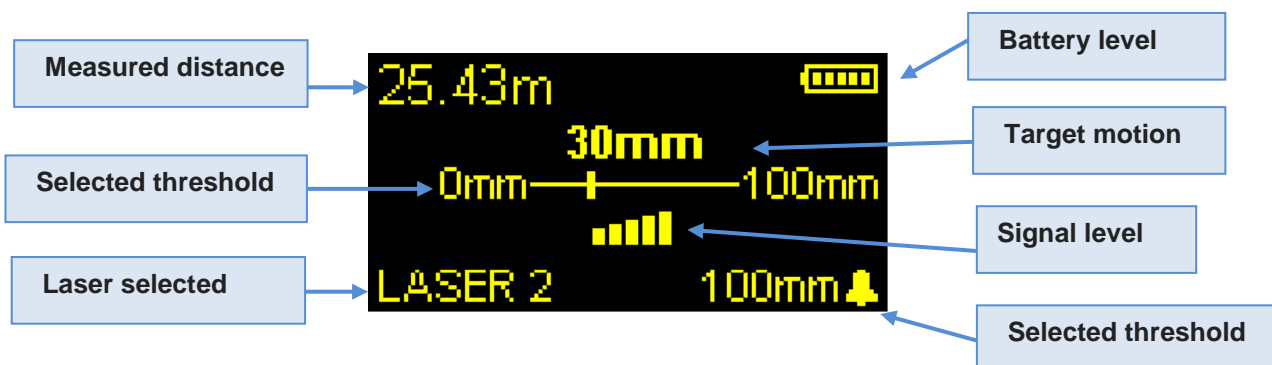 Measured distance
Selected threshold
Laser selected
25.43m
30mm
0mm 100mm
LASER 2 100mm
Battery level
Target motion
Signal level
Selected threshold